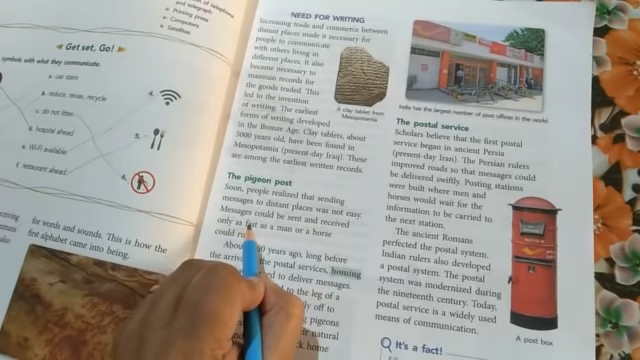 of telephone
and telegraph
Printing press
Computers
Satellites
Get set, Go!
symbols with what they communicate.
a. use stairs
b. reduce, reuse, recycle
c. do not litter
d. hospital ahead
e. Wi-Fi available
f. restaurant ahead
4.
5.
6.
for words and sounds. This is how the
first alphabet came into being.
NEED FOR WRITING
Increasing trade and commerce between
distant places made it necessary for
people to communicate
with others living in
different places. It also
became necessary to
maintain records for
the goods traded. This
led to the invention
of writing. The earliest
forms of writing developed
in the Bronze Age. Clay tablets, about
5000 years old, have been found in
Mesopotamia (present-day Iraq). These
are among the earliest written records.
A clay tablet from
Mesopotamia
The pigeon post
Soon, people realized that sending
messages to distant places was not easy.
Messages could be sent and received
only as fast as a man or a horse
could
long before
the postal services, homing
to deliver messages.
to the leg of a
off to
pigeons
natural
home
India has the largest number of post offices in the world.
The postal service
Scholars believe that the first postal
service began in ancient Persia
(present-day Iran). The Persian rulers
improved roads so that messages could
be delivered swiftly. Posting stations
were built where men and
horses would wait for the
information to be carried to
the next station.
The ancient Romans
perfected the postal system.
Indian rulers also developed
a postal system. The postal
system was modernized during
the nineteenth century. Today,
postal service is a widely used
means of communication.
A post box
It's a fact!